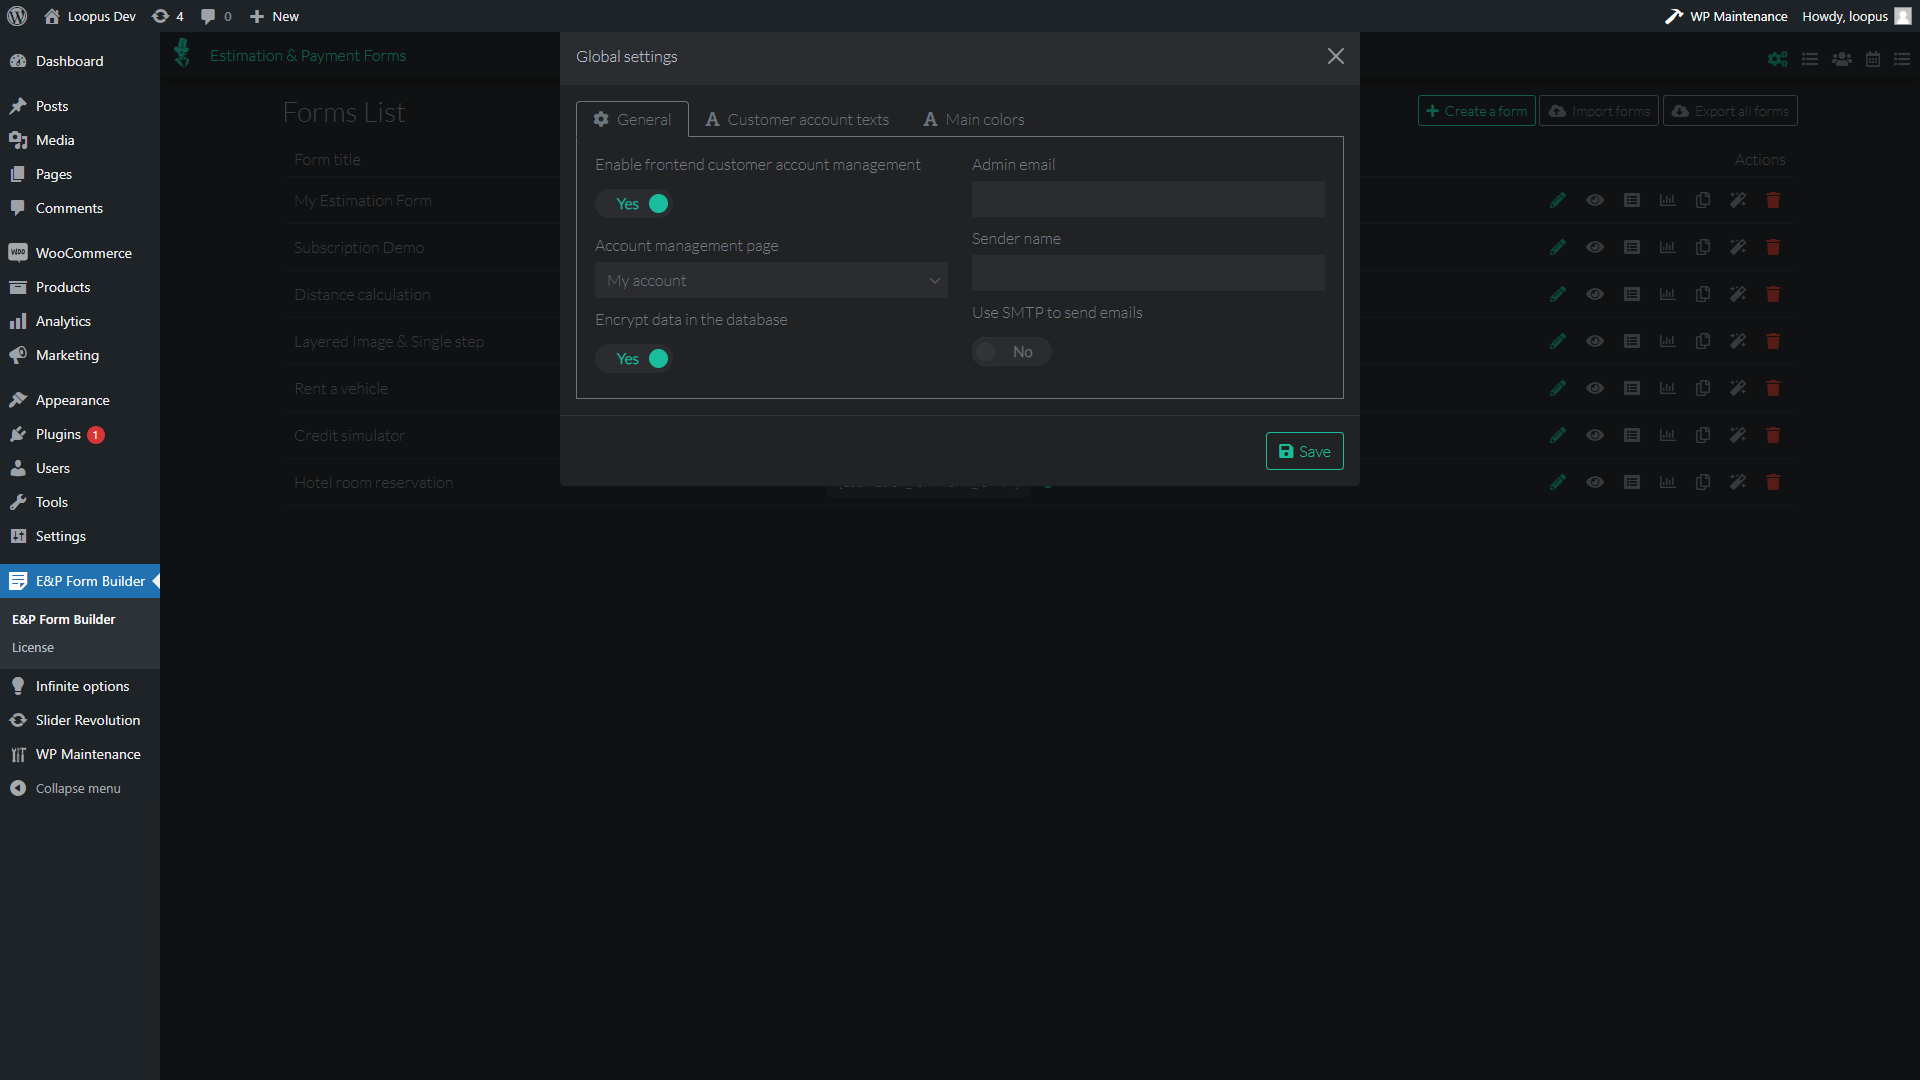 Loopus Dev
4
0
New
WP Maintenance
Howdy, loopus
Dashboard
Posts
Media
Pages
Comments
WooCommerce
Products
Analytics
Marketing
Appearance
Plugins 1
Users
Tools
Settings
E&P Form Builder
E&P Form Builder
License
Infinite options
Slider Revolution
WP Maintenance
Collapse menu
Estimation & Payment Forms
Forms List
Create a form
Import forms
Export all forms
Form title
Actions
My Estimation Form
Subscription Demo
Distance calculation
Layered Image & Single step
Rent a vehicle
Credit simulator
Hotel room reservation
Global settings
General
Customer account texts
Main colors
Enable frontend customer account management
Yes
Account management page
My account
Encrypt data in the database
Yes
Admin email
Sender name
Use SMTP to send emails
No
Save